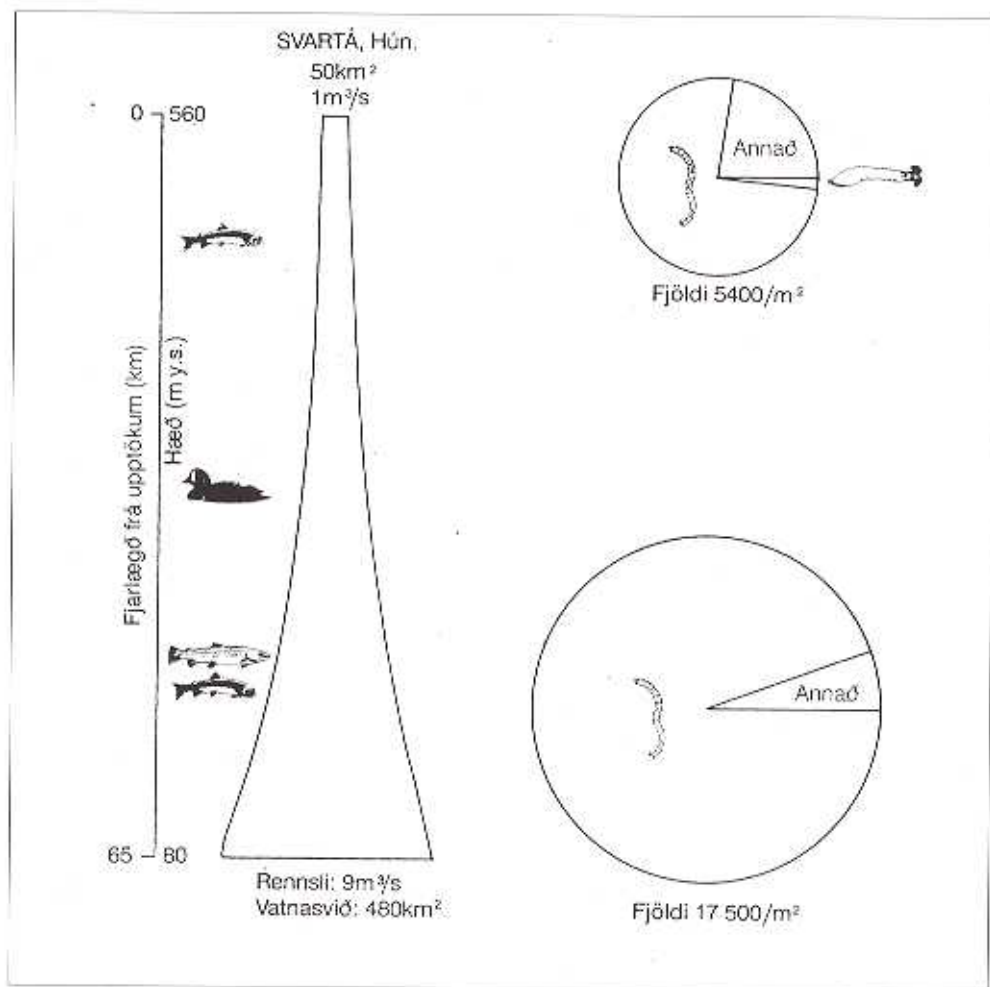 SVARTÁ, Hún.
50km²
1m³/s
0 560
Fjarlægð frá upptökum (km)
Hæð (m y.s.)
65 80
Rennsli: 9m³/s
Vatnasvið: 480km²
Annað
Fjöldi 5400/m²
Annað
Fjöldi 17 500/m²